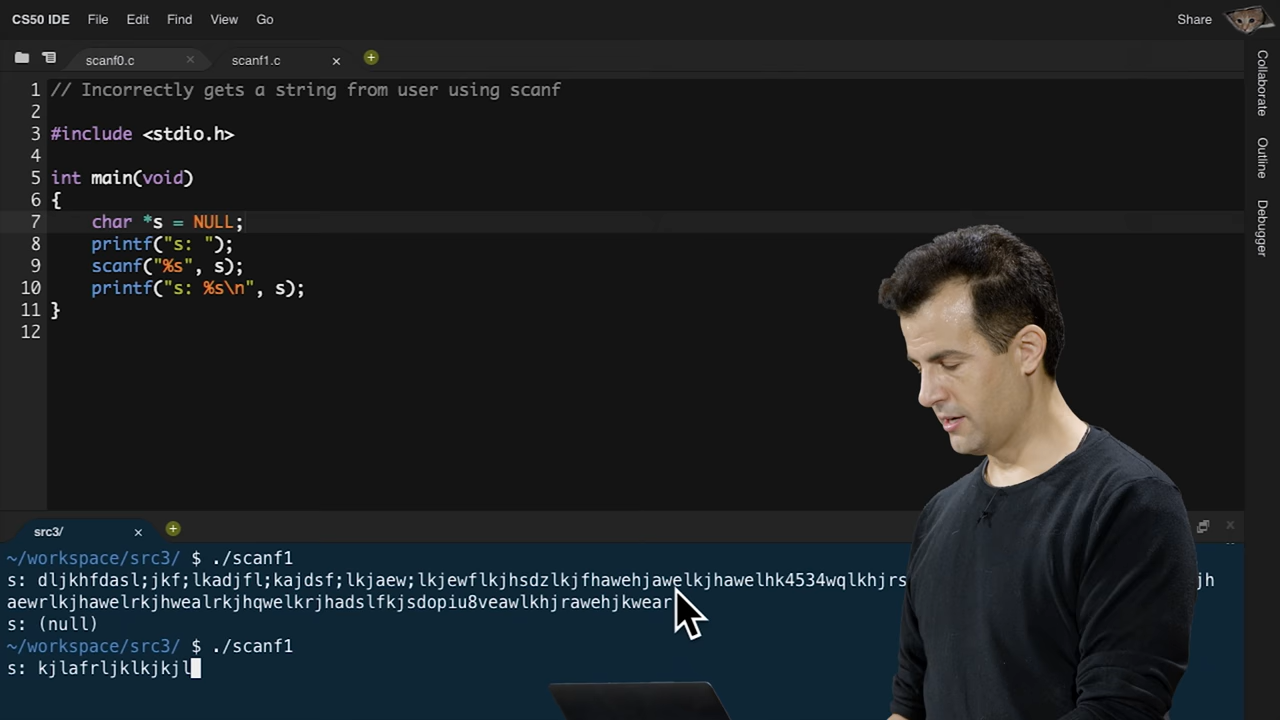 CS50 IDE File Edit Find View Go Share
scanf0.c scanf1.c
Collaborate
Outline
Debugger
1 // Incorrectly gets a string from user using scanf
2
3 #include <stdio.h>
4
5 int main(void)
6 {
7 char *s = NULL;
8 printf("s: ");
9 scanf("%s", s);
10 printf("s: %s\n", s);
11 }
12
src3/
~/workspace/src3/ $ ./scanf1
s: dljkhfdasl;jkf;lkadjfl;kajdsf;lkjaew;lkjewflkjhsdzlkjfhawehjawelkjhawelhk4534wqlkhjrs jh
aewrlkjhawelrkjhwealrkjhqwelkrjhadslfkjsdopiu8veawlkhjrawehjkwear
s: (null)
~/workspace/src3/ $ ./scanf1
s: kjlafrljklkjkjl